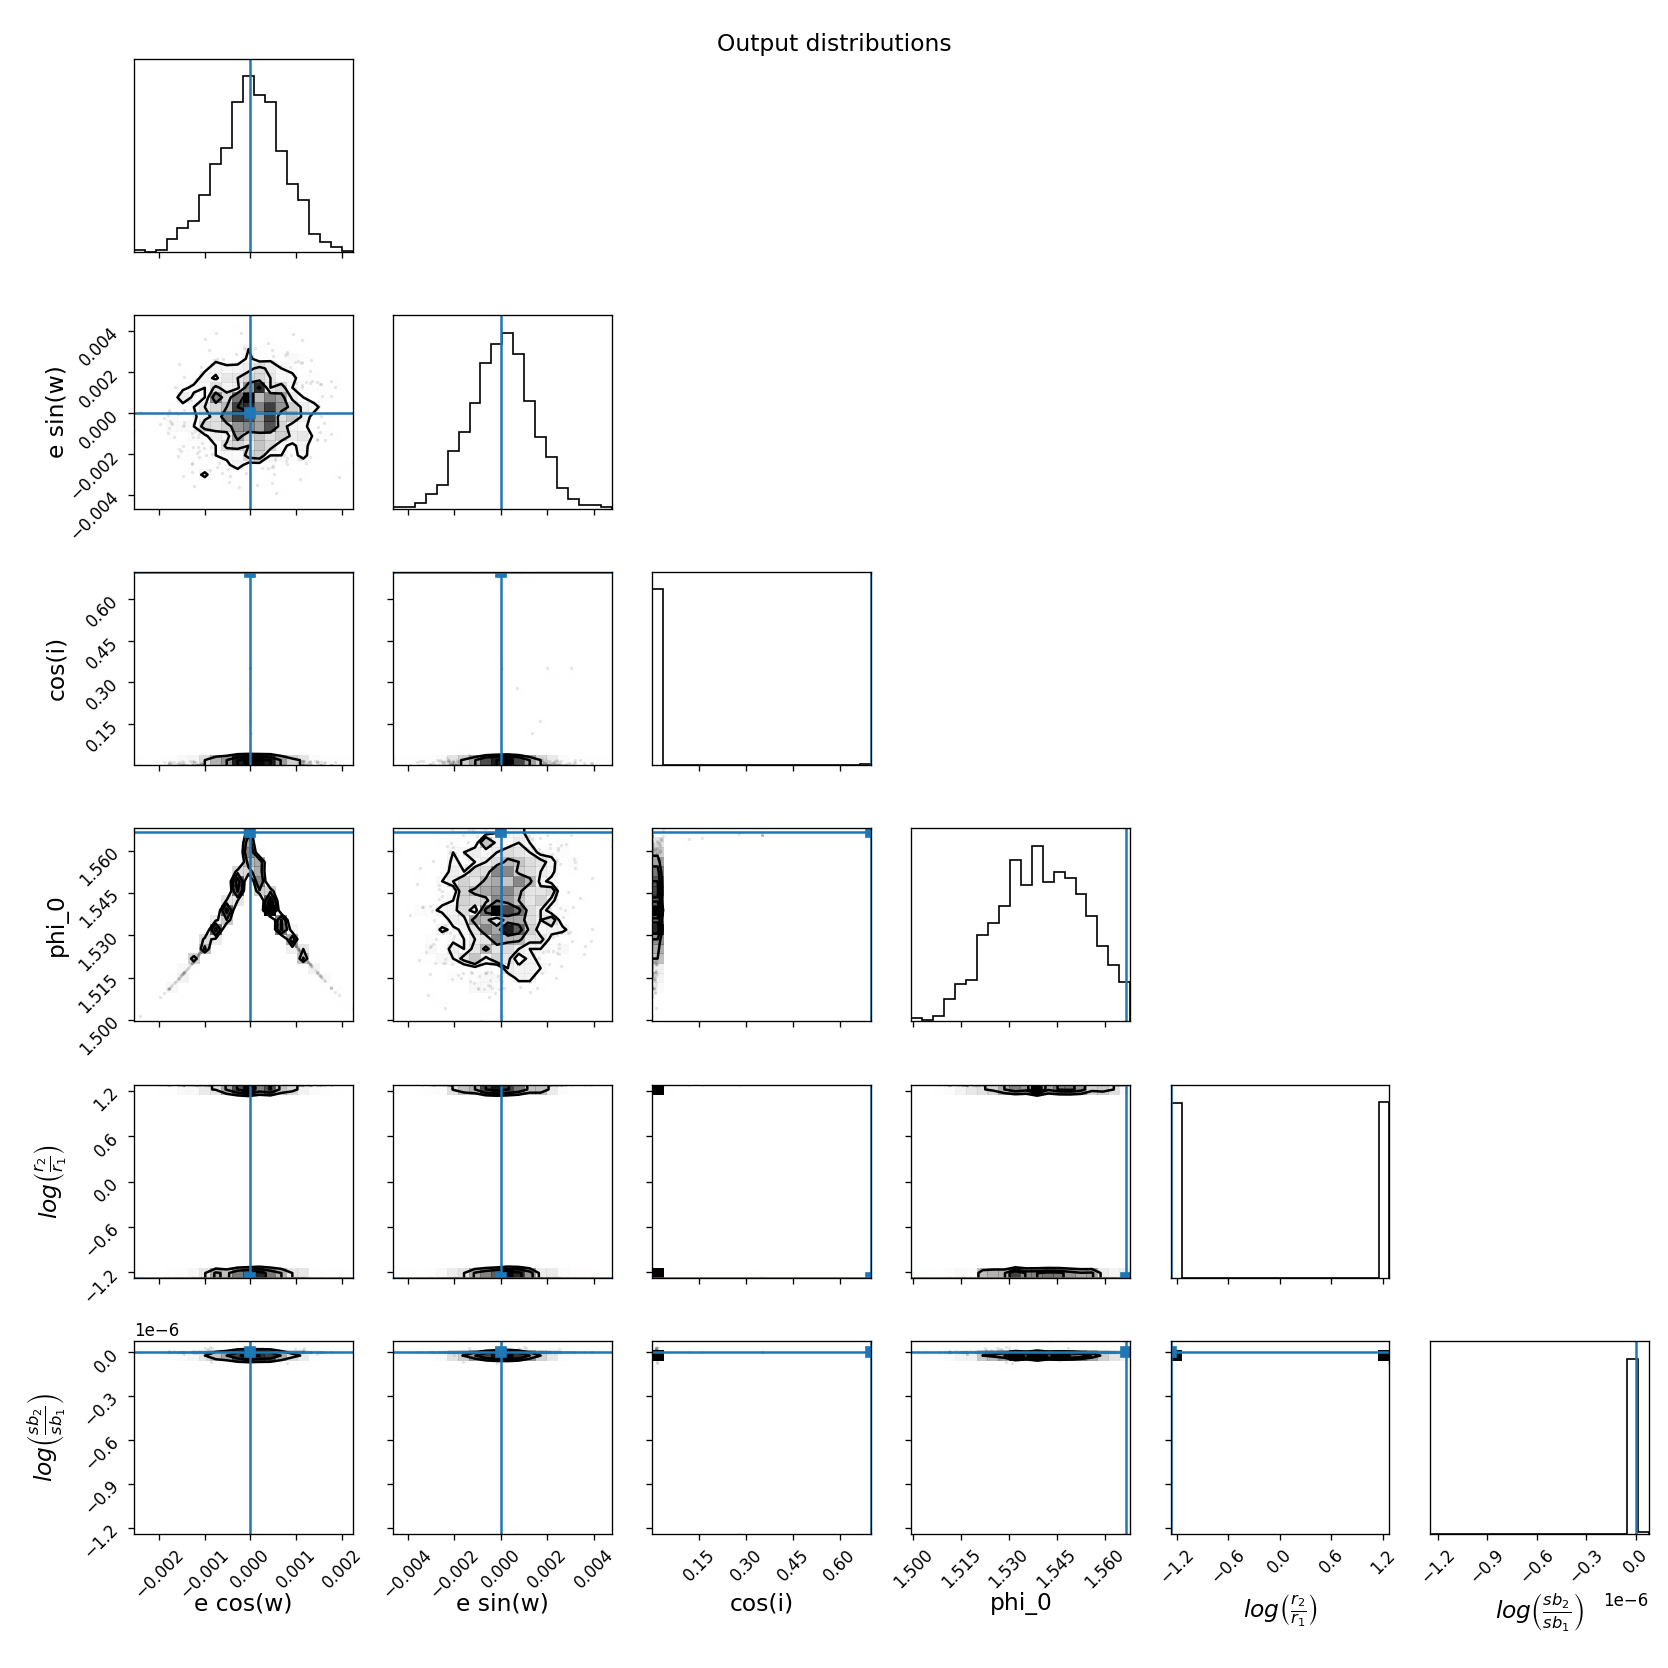 Output distributions
e sin(w)
0.004
0.002
0.000
−0.002
−0.004
cos(i)
0.60
0.45
0.30
0.15
phi_0
1.560
1.545
1.530
1.515
1.500
log(r₂/r₁)
1.2
0.6
0.0
−0.6
−1.2
1e−6
log(sb₂/sb₁)
0.0
−0.3
−0.6
−0.9
−1.2
−0.002 −0.001 0.000 0.001 0.002
e cos(w)
−0.004 −0.002 0.000 0.002 0.004
e sin(w)
0.15 0.30 0.45 0.60
cos(i)
1.500 1.515 1.530 1.545 1.560
phi_0
−1.2 −0.6 0.0 0.6 1.2
log(r₂/r₁)
−1.2 −0.9 −0.6 −0.3 0.0
1e−6
log(sb₂/sb₁)